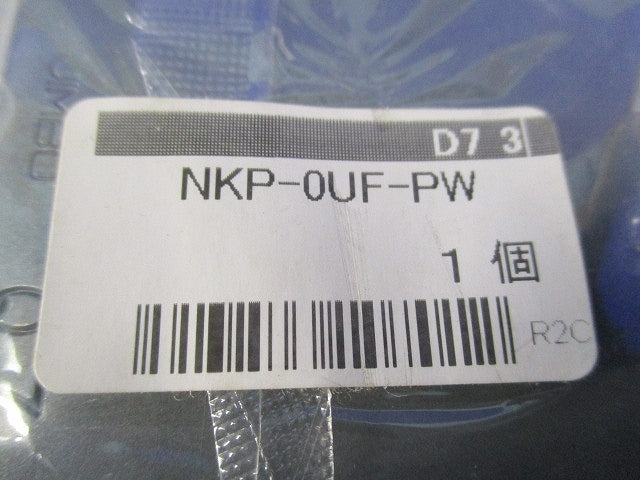 D7 3
NKP-0UF-PW
1 個
R2C